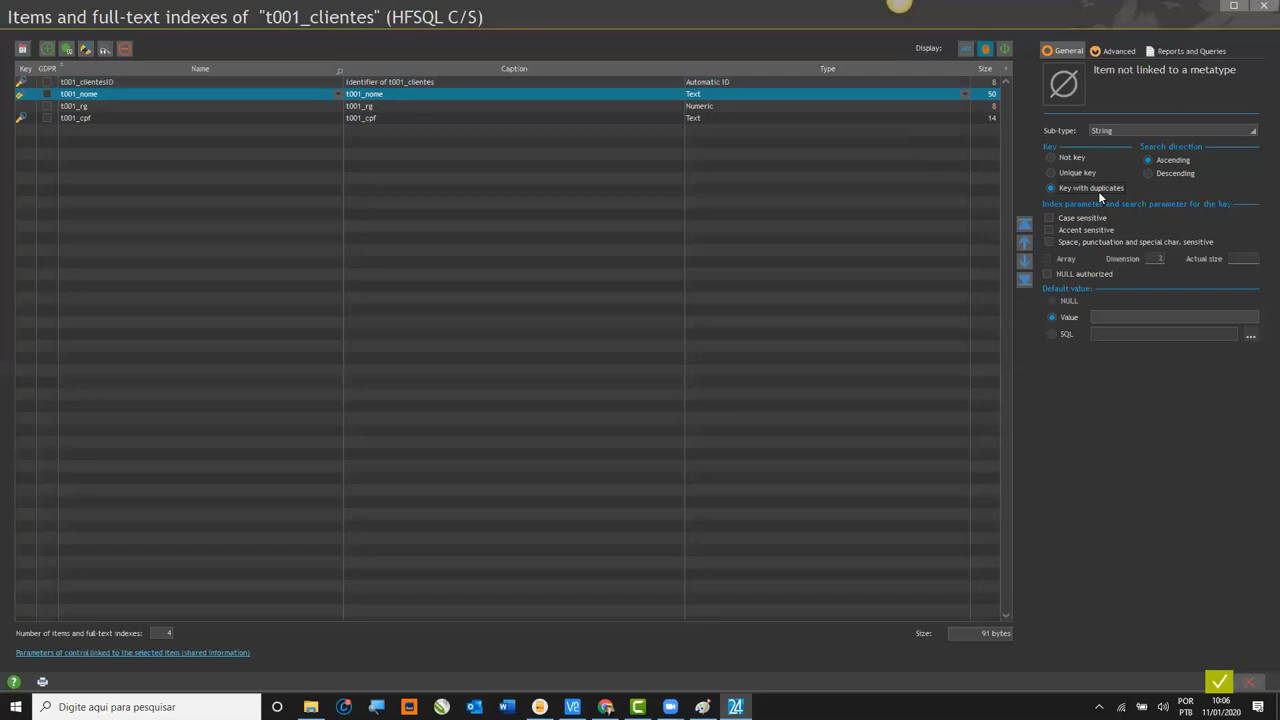 Items and full-text indexes of "t001_clientes" (HFSQL C/S)
Display:
Key GDPR Name Caption Type Size
t001_clientesID Identifier of t001_clientes Automatic ID 8
t001_nome t001_nome Text 50
t001_rg t001_rg Numeric 8
t001_cpf t001_cpf Text 14
General Advanced Reports and Queries
Item not linked to a metatype
Sub-type: String
Key Search direction
Not key Ascending
Unique key Descending
Key with duplicates
Index parameter and search parameter for the key
Case sensitive
Accent sensitive
Space, punctuation and special char. sensitive
Array Dimension 2 Actual size
NULL authorized
Default value:
NULL
Value
SQL ...
Number of items and full-text indexes: 4 Size: 91 bytes
Parameters of control linked to the selected item (shared information)
Digite aqui para pesquisar
24
POR
PTB
10:06
11/01/2020